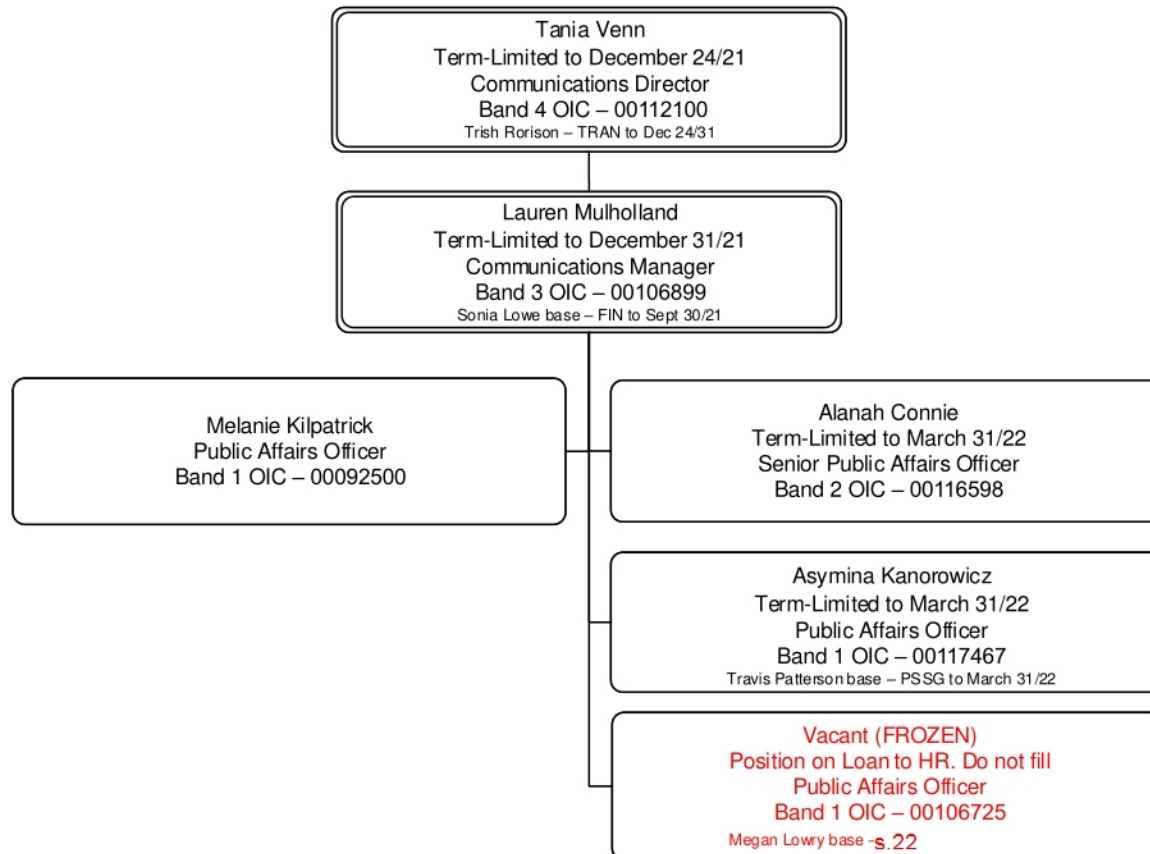 Tania Venn
Term-Limited to December 24/21
Communications Director
Band 4 OIC – 00112100
Trish Rorison – TRAN to Dec 24/31
Lauren Mulholland
Term-Limited to December 31/21
Communications Manager
Band 3 OIC – 00106899
Sonia Lowe base – FIN to Sept 30/21
Melanie Kilpatrick
Public Affairs Officer
Band 1 OIC – 00092500
Alanah Connie
Term-Limited to March 31/22
Senior Public Affairs Officer
Band 2 OIC – 00116598
Asymina Kanorowicz
Term-Limited to March 31/22
Public Affairs Officer
Band 1 OIC – 00117467
Travis Patterson base – PSSG to March 31/22
Vacant (FROZEN)
Position on Loan to HR. Do not fill
Public Affairs Officer
Band 1 OIC – 00106725
Megan Lowry base -s.22